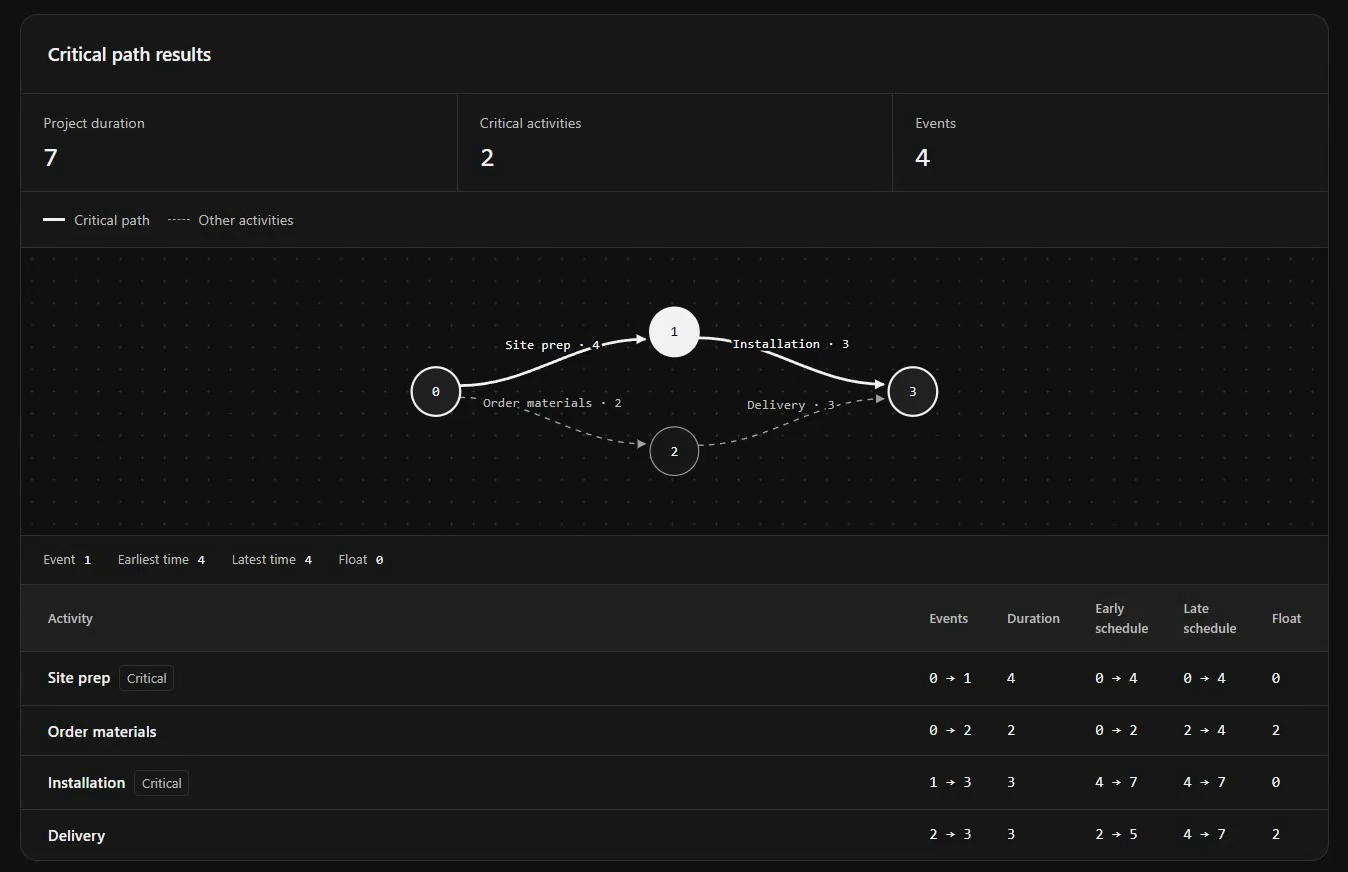 Critical path results
Project duration
7
Critical activities
2
Events
4
Critical path
Other activities
1
Site prep · 4
Installation · 3
0
3
Order materials · 2
Delivery · 3
2
Event 1 Earliest time 4 Latest time 4 Float 0
Activity Events Duration Early schedule Late schedule Float
Site prep Critical 0 → 1 4 0 → 4 0 → 4 0
Order materials 0 → 2 2 0 → 2 2 → 4 2
Installation Critical 1 → 3 3 4 → 7 4 → 7 0
Delivery 2 → 3 3 2 → 5 4 → 7 2